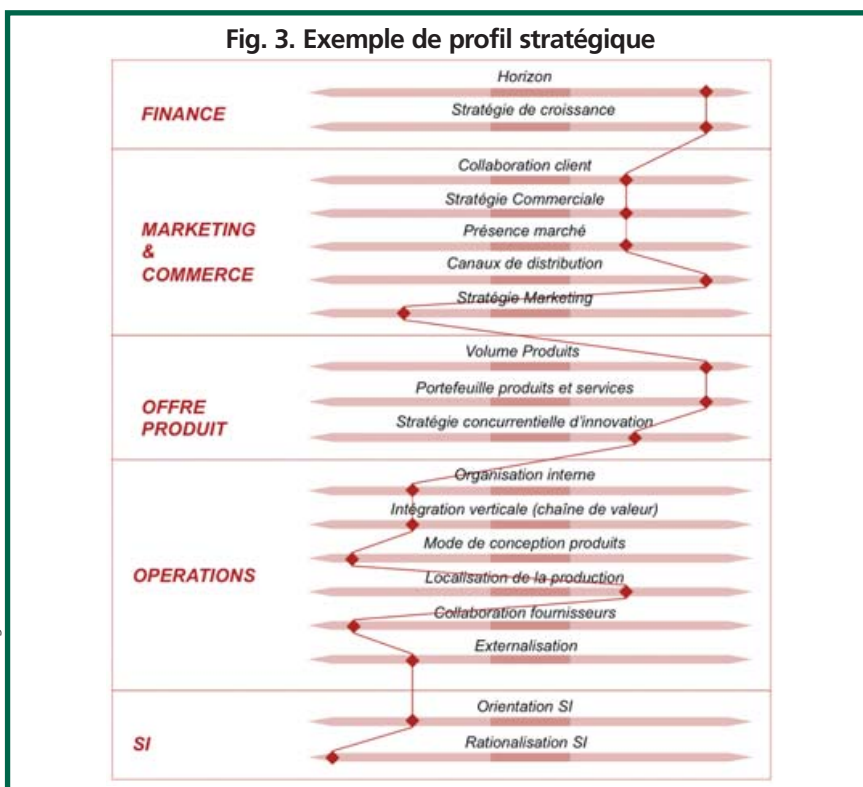 Fig. 3. Exemple de profil stratégique
FINANCE
Horizon
Stratégie de croissance
MARKETING
&
COMMERCE
Collaboration client
Stratégie Commerciale
Présence marché
Canaux de distribution
Stratégie Marketing
OFFRE
PRODUIT
Volume Produits
Portefeuille produits et services
Stratégie concurrentielle d'innovation
OPERATIONS
Organisation interne
Intégration verticale (chaîne de valeur)
Mode de conception produits
Localisation de la production
Collaboration fournisseurs
Externalisation
SI
Orientation SI
Rationalisation SI